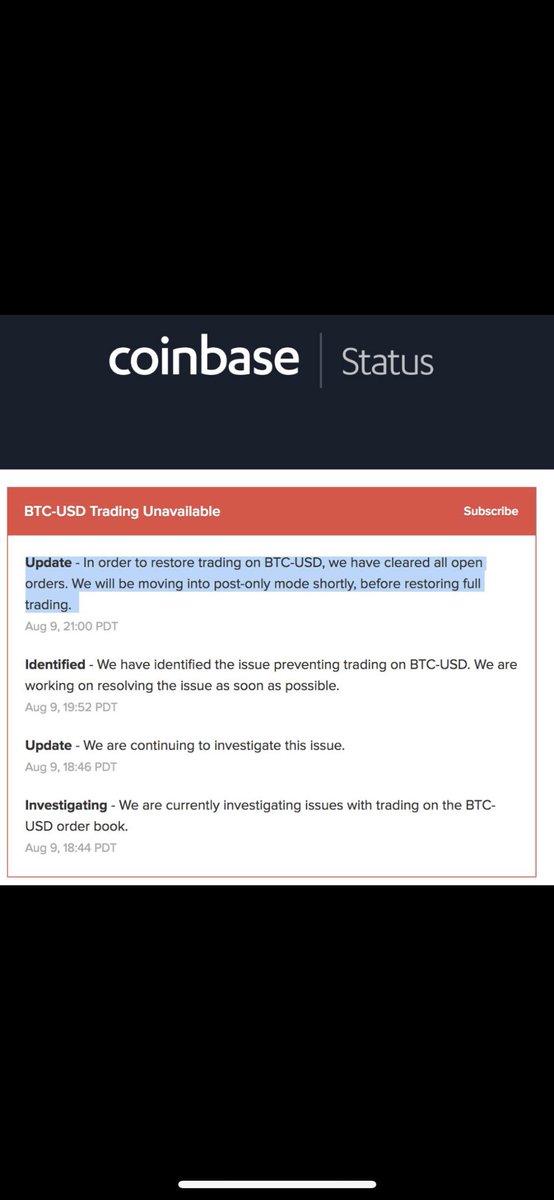 coinbase | Status
BTC-USD Trading Unavailable Subscribe
Update - In order to restore trading on BTC-USD, we have cleared all open
orders. We will be moving into post-only mode shortly, before restoring full
trading.
Aug 9, 21:00 PDT
Identified - We have identified the issue preventing trading on BTC-USD. We are
working on resolving the issue as soon as possible.
Aug 9, 19:52 PDT
Update - We are continuing to investigate this issue.
Aug 9, 18:46 PDT
Investigating - We are currently investigating issues with trading on the BTC-
USD order book.
Aug 9, 18:44 PDT